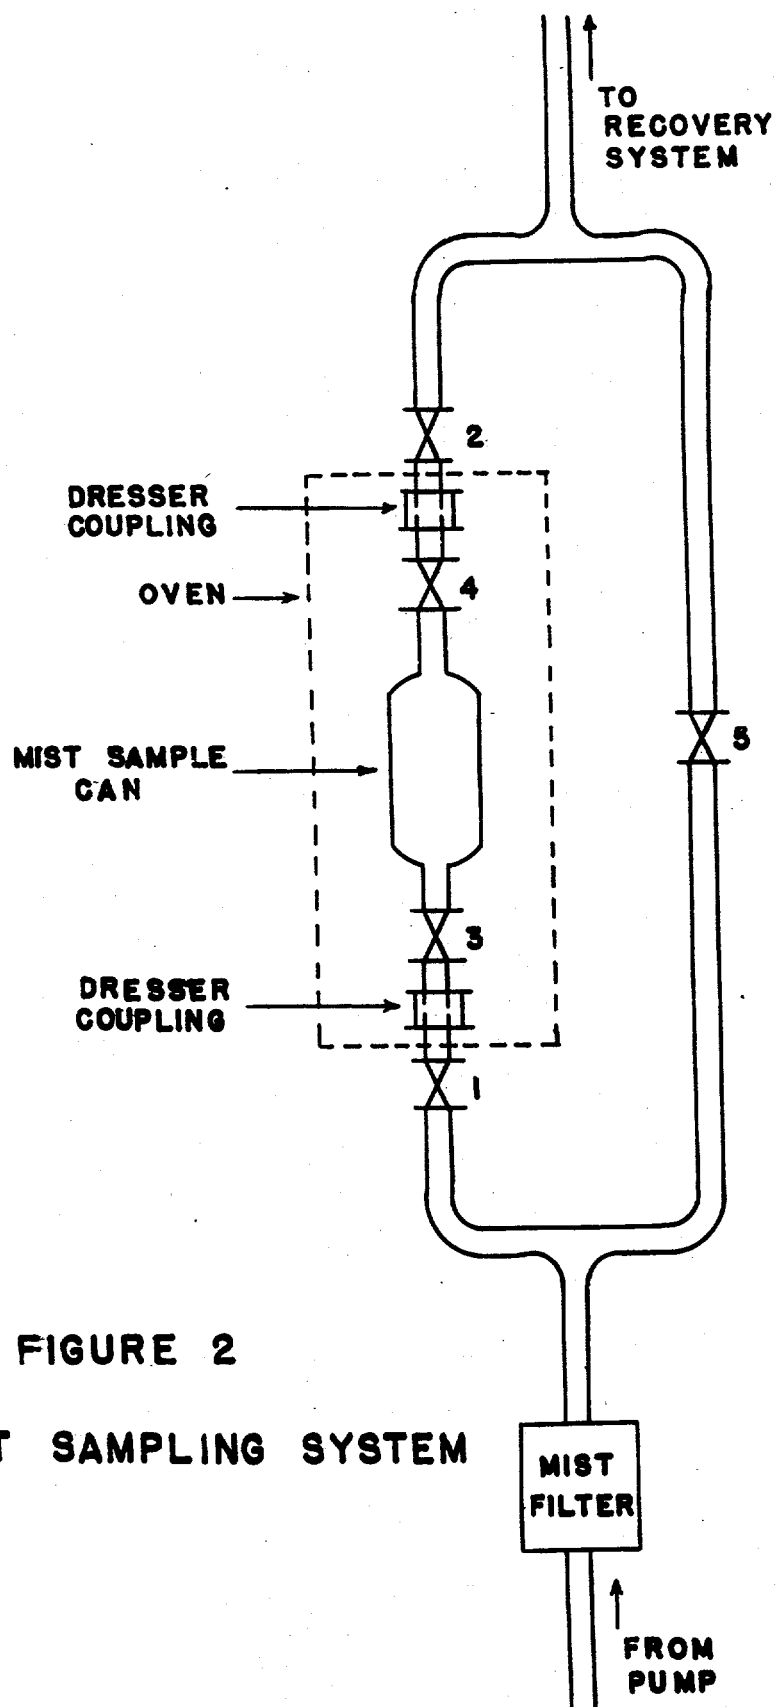 TO
RECOVERY
SYSTEM
2
DRESSER
COUPLING
4
OVEN
5
MIST SAMPLE
CAN
3
DRESSER
COUPLING
1
FIGURE 2
T SAMPLING SYSTEM
MIST
FILTER
FROM
PUMP